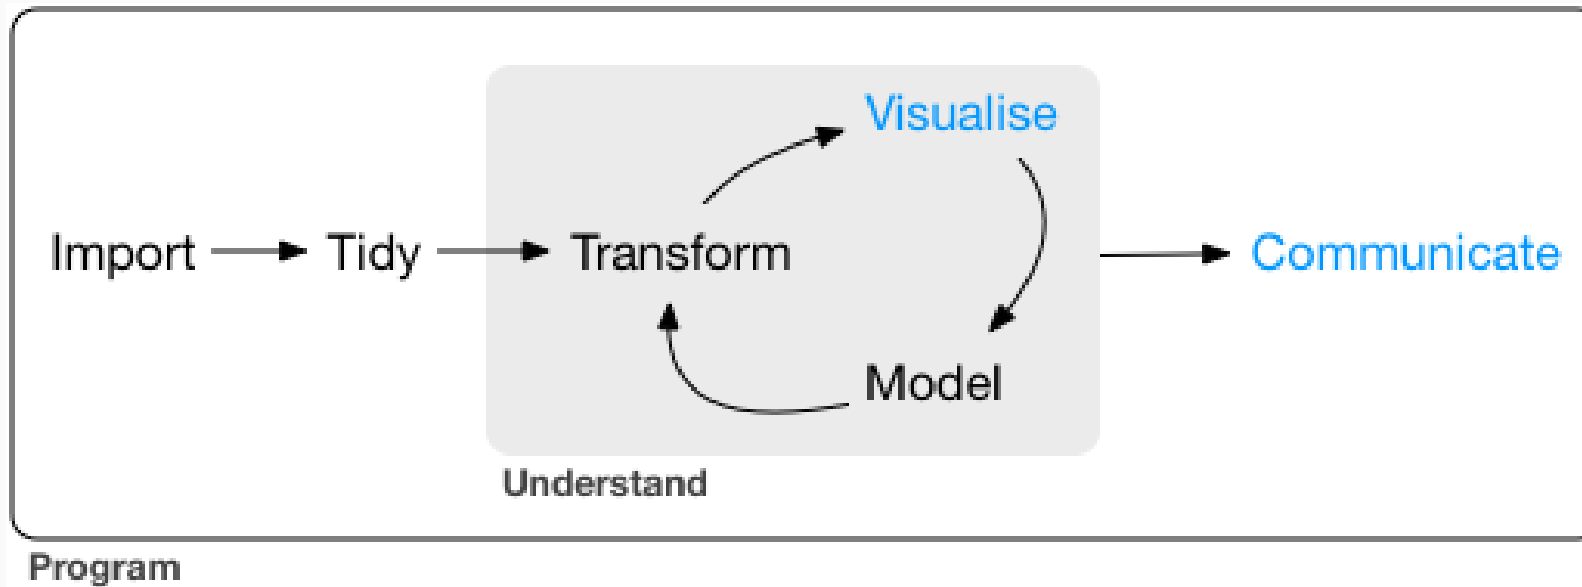 Visualise
Import Tidy Transform Communicate
Model
Understand
Program